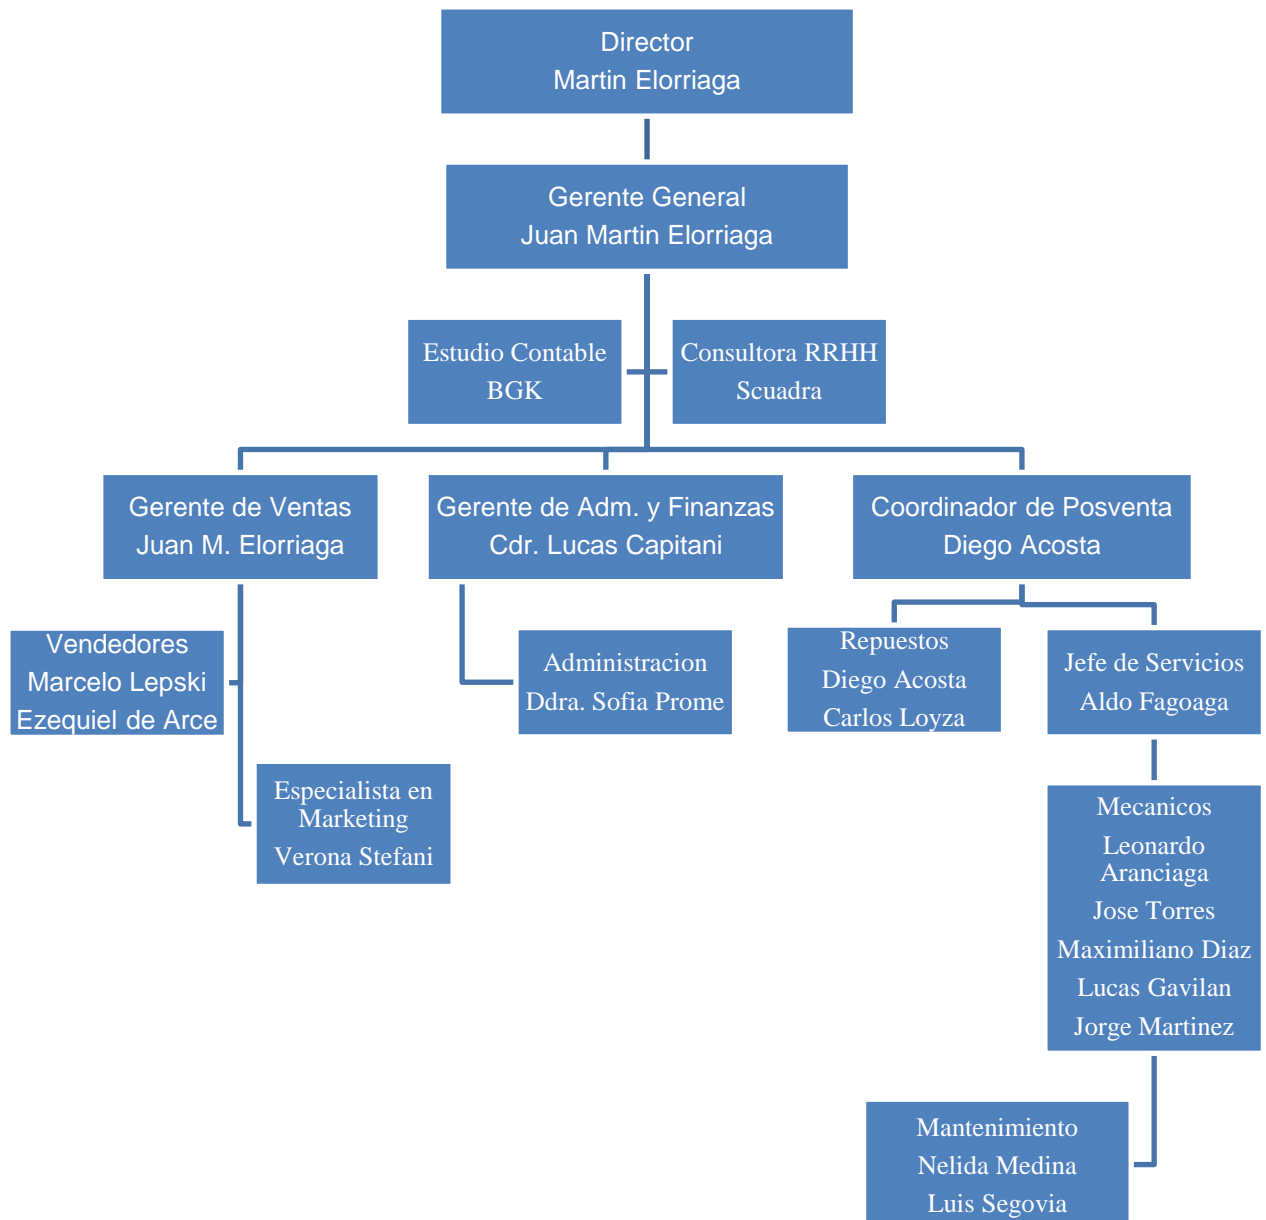 Director
Martin Elorriaga
Gerente General
Juan Martin Elorriaga
Estudio Contable
BGK
Consultora RRHH
Scuadra
Gerente de Ventas
Juan M. Elorriaga
Gerente de Adm. y Finanzas
Cdr. Lucas Capitani
Coordinador de Posventa
Diego Acosta
Vendedores
Marcelo Lepski
Ezequiel de Arce
Especialista en
Marketing
Verona Stefani
Administracion
Ddra. Sofia Prome
Repuestos
Diego Acosta
Carlos Loyza
Jefe de Servicios
Aldo Fagoaga
Mecanicos
Leonardo
Aranciaga
Jose Torres
Maximiliano Diaz
Lucas Gavilan
Jorge Martinez
Mantenimiento
Nelida Medina
Luis Segovia